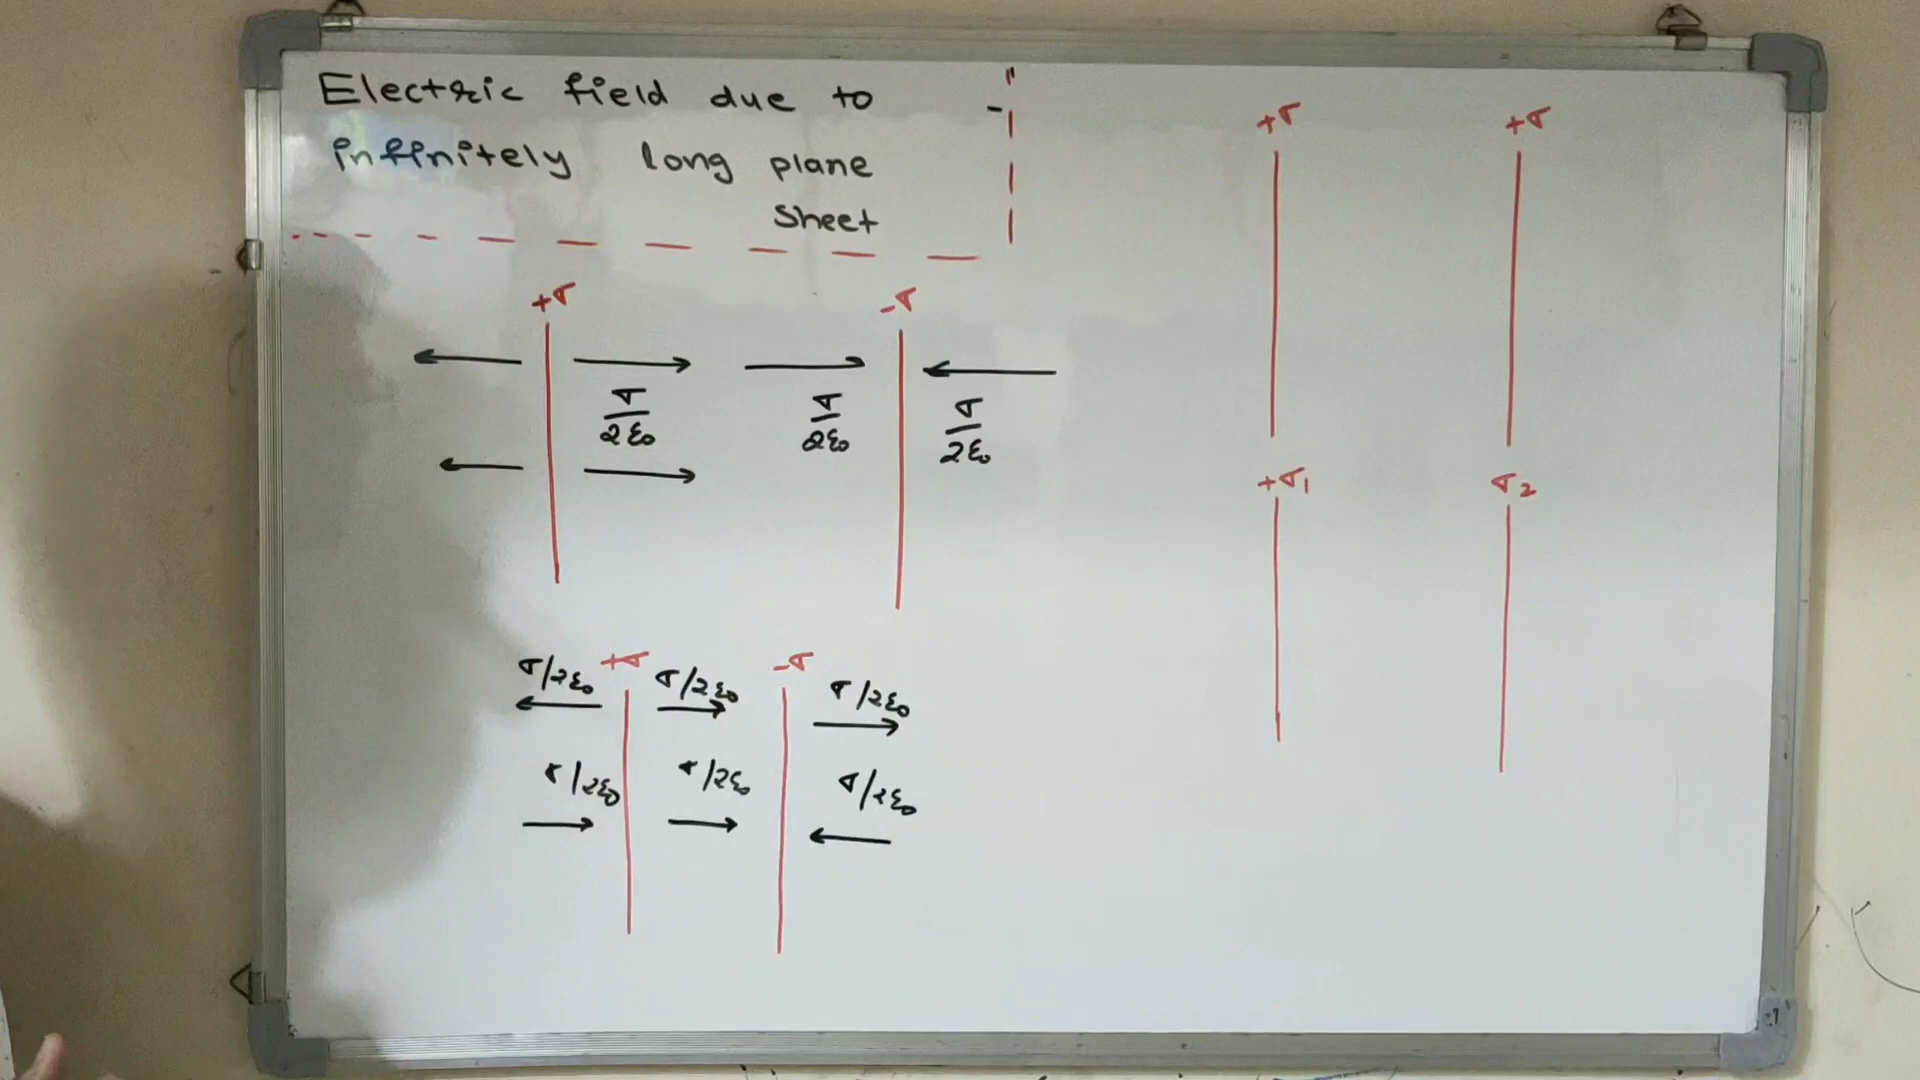 Electric field due to
infinitely long plane
sheet
+σ -σ
σ/2ε₀ σ/2ε₀ σ/2ε₀
σ/2ε₀ +σ σ/2ε₀ -σ σ/2ε₀
σ/2ε₀ σ/2ε₀ σ/2ε₀
+σ +σ
+σ₁ σ₂